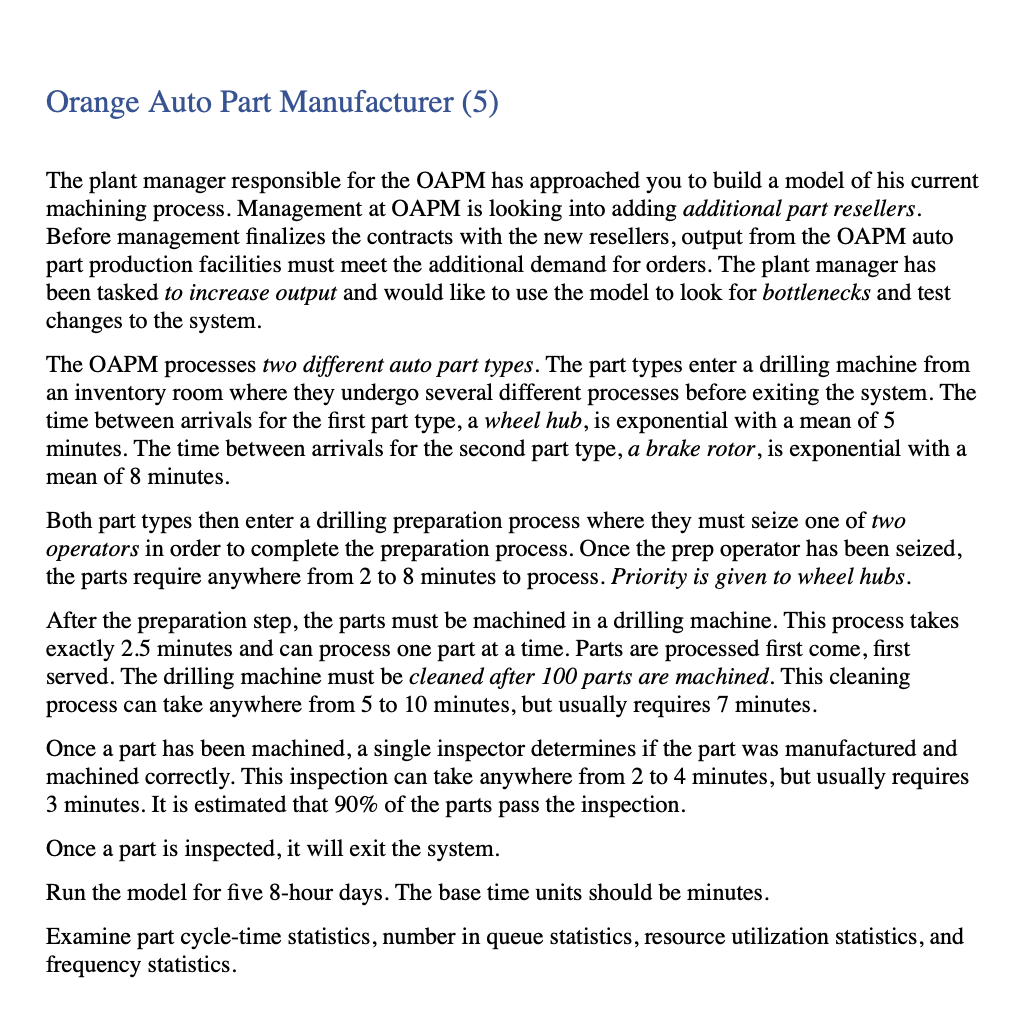 Orange Auto Part Manufacturer (5)
The plant manager responsible for the OAPM has approached you to build a model of his current
machining process. Management at OAPM is looking into adding additional part resellers.
Before management finalizes the contracts with the new resellers, output from the OAPM auto
part production facilities must meet the additional demand for orders. The plant manager has
been tasked to increase output and would like to use the model to look for bottlenecks and test
changes to the system.
The OAPM processes two different auto part types. The part types enter a drilling machine from
an inventory room where they undergo several different processes before exiting the system. The
time between arrivals for the first part type, a wheel hub, is exponential with a mean of 5
minutes. The time between arrivals for the second part type, a brake rotor, is exponential with a
mean of 8 minutes.
Both part types then enter a drilling preparation process where they must seize one of two
operators in order to complete the preparation process. Once the prep operator has been seized,
the parts require anywhere from 2 to 8 minutes to process. Priority is given to wheel hubs.
After the preparation step, the parts must be machined in a drilling machine. This process takes
exactly 2.5 minutes and can process one part at a time. Parts are processed first come, first
served. The drilling machine must be cleaned after 100 parts are machined. This cleaning
process can take anywhere from 5 to 10 minutes, but usually requires 7 minutes.
Once a part has been machined, a single inspector determines if the part was manufactured and
machined correctly. This inspection can take anywhere from 2 to 4 minutes, but usually requires
3 minutes. It is estimated that 90% of the parts pass the inspection.
Once a part is inspected, it will exit the system.
Run the model for five 8-hour days. The base time units should be minutes.
Examine part cycle-time statistics, number in queue statistics, resource utilization statistics, and
frequency statistics.